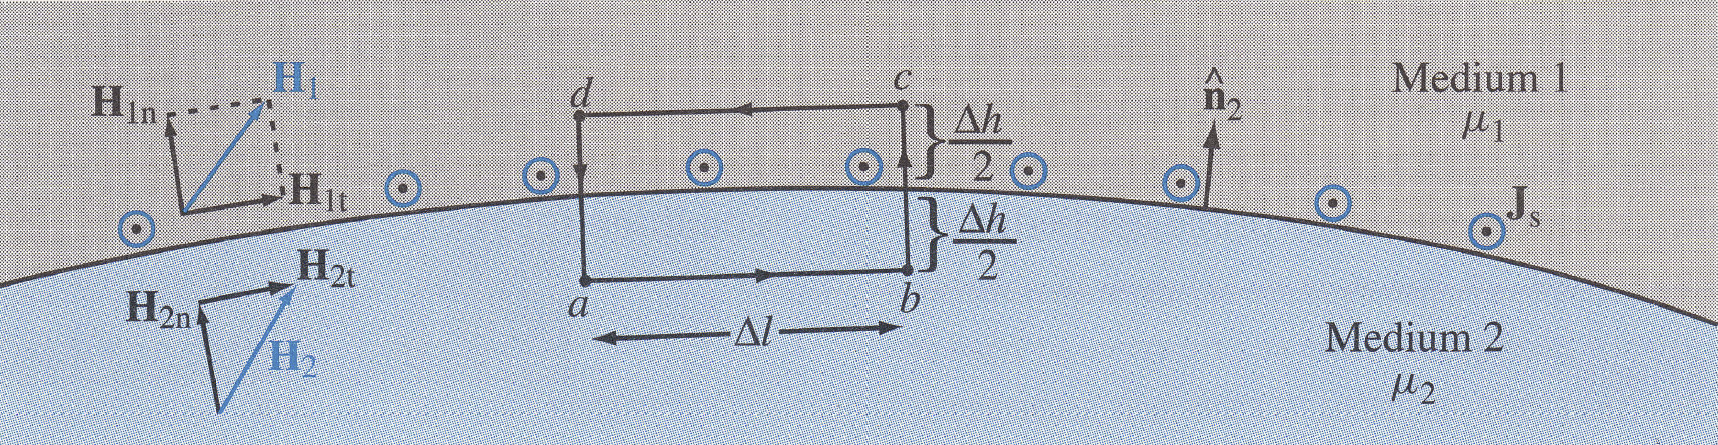 H₁
H₁ₙ
H₁ₜ
H₂ₜ
H₂ₙ
H₂
d
c
a
b
Δh
2
Δh
2
Δl
n̂₂
Medium 1
μ₁
Jₛ
Medium 2
μ₂